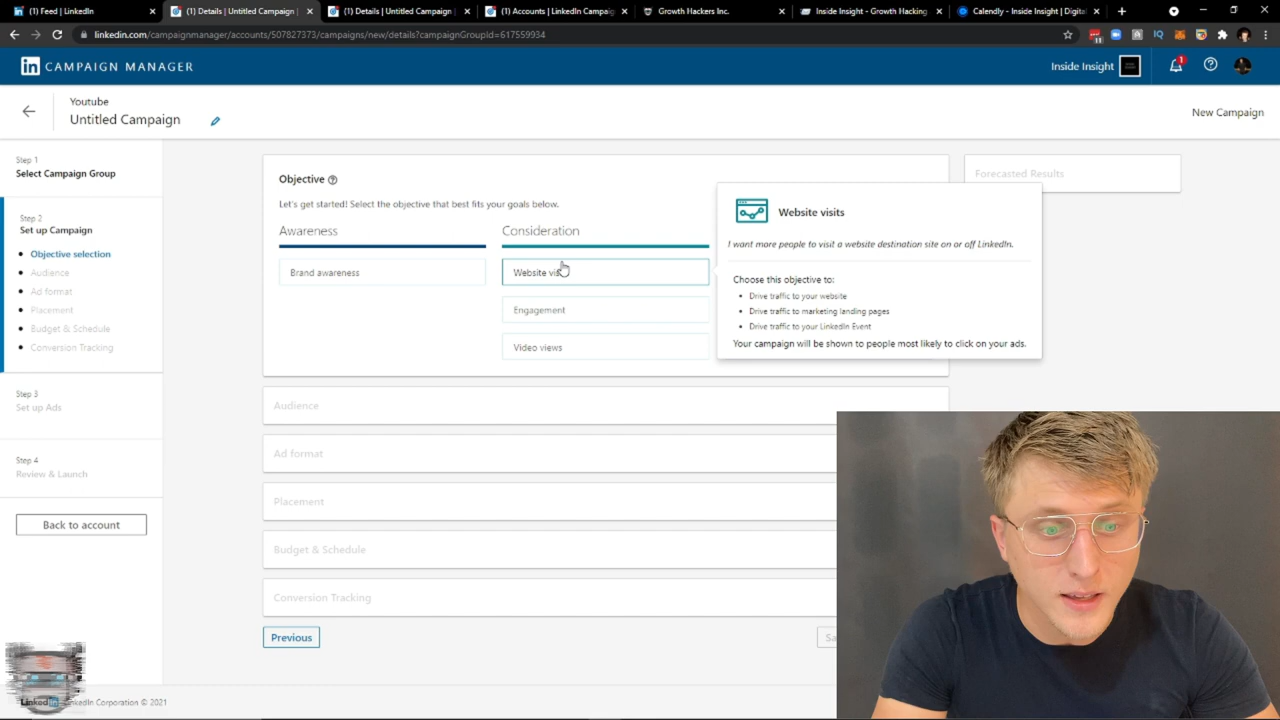 (1) Feed | LinkedIn
Details | Untitled Campaign |
(1) Details | Untitled Campaign
(1) Accounts | LinkedIn Campaig
Growth Hackers Inc.
Inside Insight - Growth Hacking
Calendly - Inside Insight | Digital
linkedin.com/campaignmanager/accounts/507827373/campaigns/new/details?campaignGroupId=617559934
11
in CAMPAIGN MANAGER
Inside Insight
1
Youtube
Untitled Campaign
New Campaign
Step 1
Select Campaign Group
Step 2
Set up Campaign
Objective selection
Audience
Ad format
Placement
Budget & Schedule
Conversion Tracking
Step 3
Set up Ads
Step 4
Review & Launch
Back to account
Objective
Let's get started! Select the objective that best fits your goals below.
Awareness
Consideration
Brand awareness
Website visi
Engagement
Video views
Website visits
I want more people to visit a website destination site on or off LinkedIn.
Choose this objective to:
Drive traffic to your website
Drive traffic to marketing landing pages
Drive traffic to your LinkedIn Event
Your campaign will be shown to people most likely to click on your ads.
Forecasted Results
Audience
Ad format
Placement
Budget & Schedule
Conversion Tracking
Previous
Sa
LinkedIn
LinkedIn Corporation © 2021